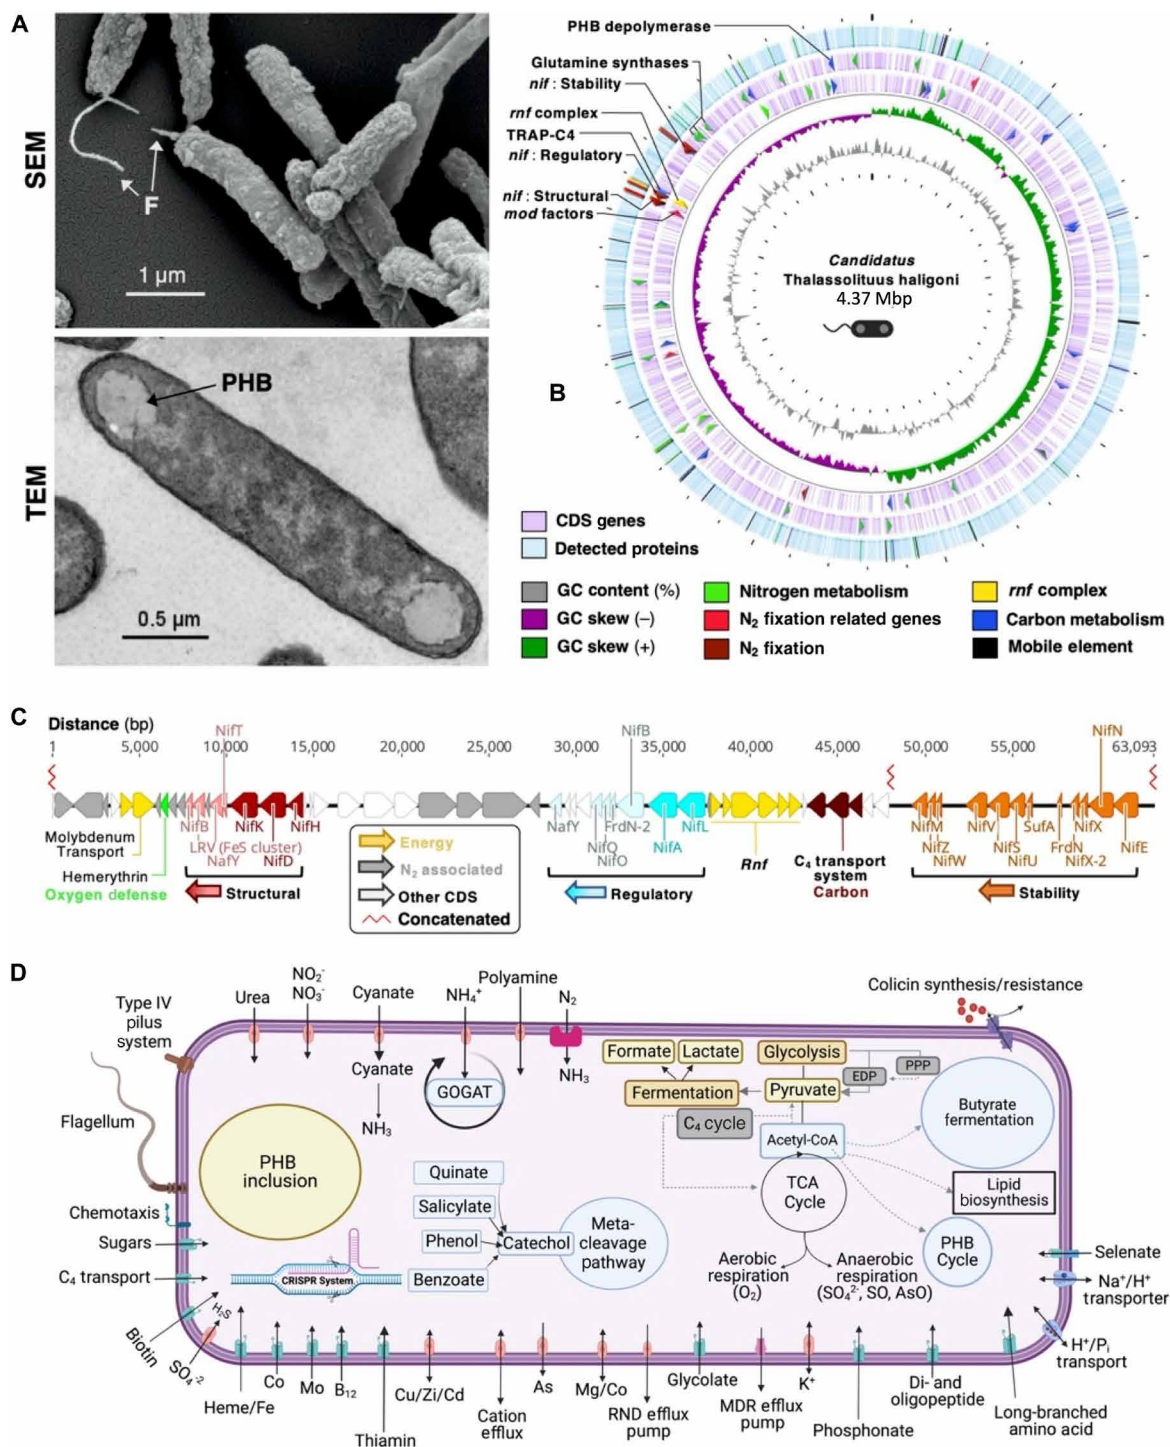 A
SEM
F
1 µm
TEM
PHB
0.5 µm
B
PHB depolymerase
Glutamine synthases
nif : Stability
rnf complex
TRAP-C4
nif : Regulatory
nif : Structural
mod factors
Candidatus
Thalassolituus haligoni
4.37 Mbp
CDS genes
Detected proteins
GC content (%)
GC skew (–)
GC skew (+)
Nitrogen metabolism
N₂ fixation related genes
N₂ fixation
rnf complex
Carbon metabolism
Mobile element
C
Distance (bp)
NifT
NifB
NifN
1 5,000 10,000 15,000 20,000 25,000 30,000 35,000 40,000 45,000 50,000 55,000 63,093
Molybdenum
Transport
Hemerythrin
Oxygen defense
NifB
LRV (FeS cluster)
NafY
NifK
NifD
NifH
Structural
Energy
N₂ associated
Other CDS
Concatenated
NafY
NifQ
NifO
FrdN-2
NifA
NifL
Regulatory
Rnf
C₄ transport
system
Carbon
NifM
NifZ
NifW
NifV
NifS
NifU
SufA
FrdN
NifX
NifX-2
NifE
Stability
D
Type IV
pilus
system
Urea
NO₂⁻
NO₃⁻
Cyanate
NH₄⁺
Polyamine
N₂
Colicin synthesis/resistance
Cyanate
NH₃
GOGAT
NH₃
Formate
Lactate
Glycolysis
Fermentation
Pyruvate
EDP
PPP
C₄ cycle
Acetyl-CoA
TCA
Cycle
Butyrate
fermentation
Lipid
biosynthesis
PHB
Cycle
Aerobic
respiration
(O₂)
Anaerobic
respiration
(SO₄²⁻, SO, AsO)
Flagellum
PHB
inclusion
Quinate
Salicylate
Phenol
Benzoate
Catechol
Meta-
cleavage
pathway
CRISPR System
Chemotaxis
Sugars
C₄ transport
Biotin
H₂S
SO₄⁻²
Heme/Fe
Co
Mo
B₁₂
Thiamin
Cu/Zi/Cd
Cation
efflux
As
Mg/Co
RND efflux
pump
Glycolate
MDR efflux
pump
K⁺
Phosphonate
Di- and
oligopeptide
Long-branched
amino acid
H⁺/Pᵢ
transport
Na⁺/H⁺
transporter
Selenate